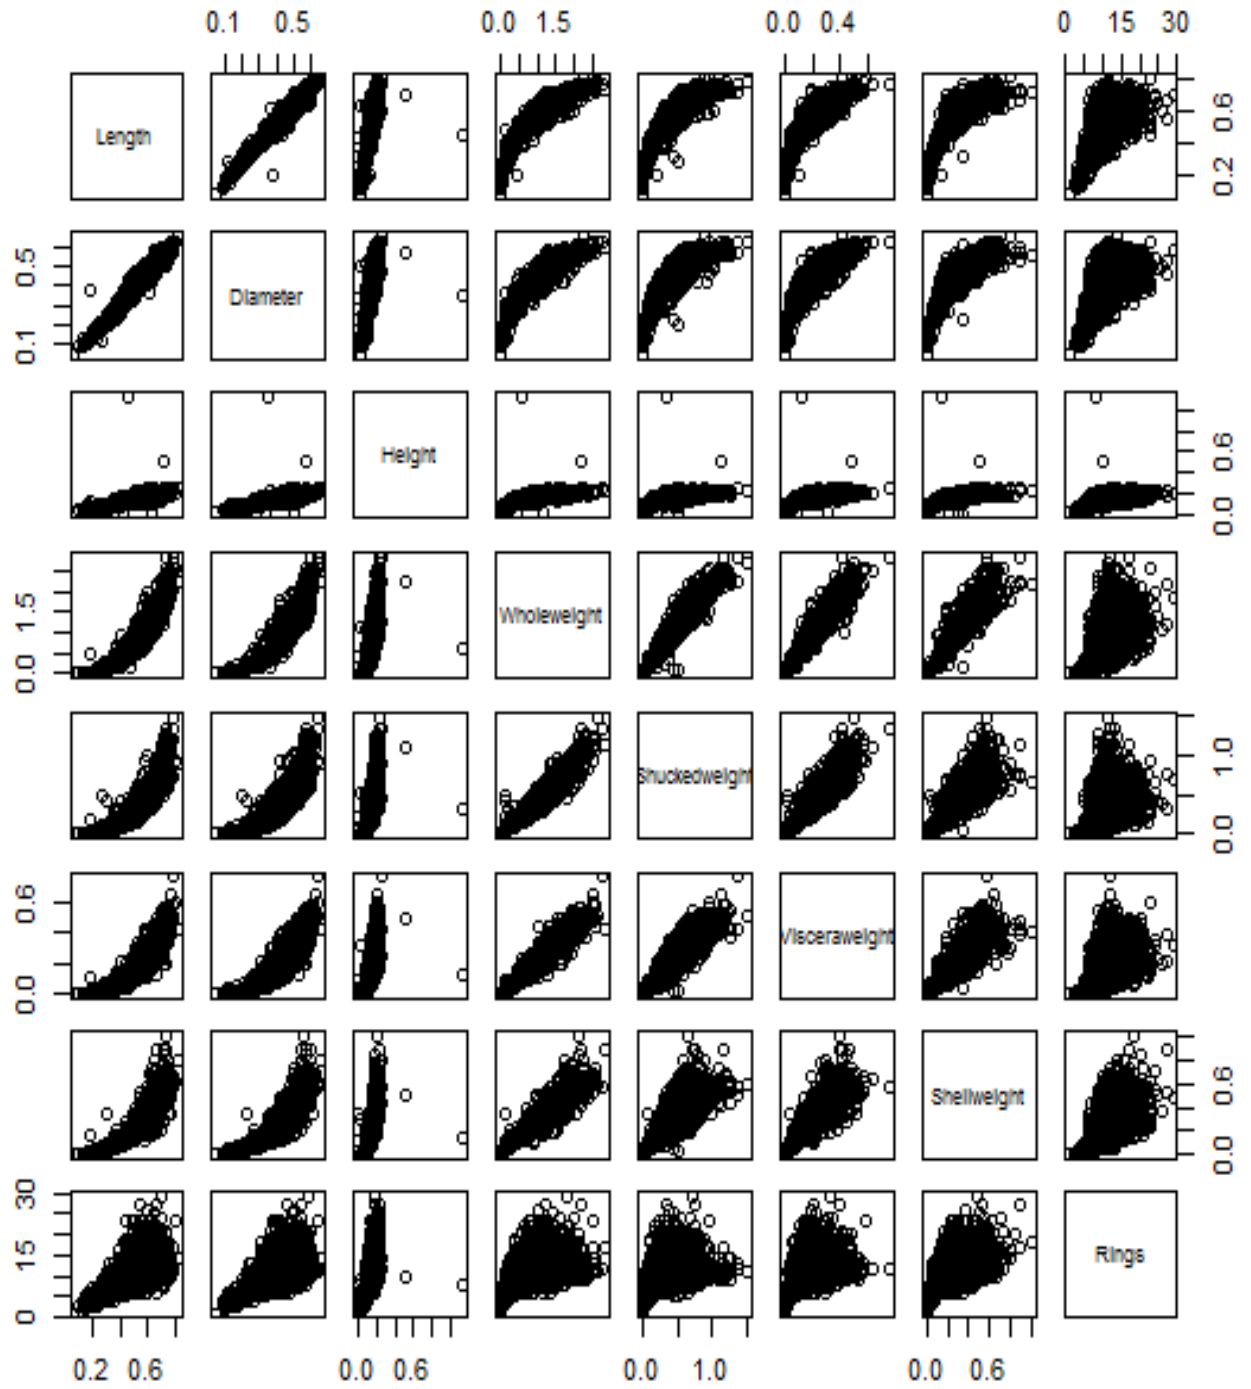 0.1 0.5 0.0 1.5 0.0 0.4 0 15 30
Length 0.2 0.6
0.1 0.5 Diameter
Height 0.0 0.6
0.0 1.5 Wholeweight
Shuckedweight 0.0 1.0
0.0 0.6 Visceraweight
Shellweight 0.0 0.6
0 15 30 Rings
0.2 0.6 0.0 0.6 0.0 1.0 0.0 0.6